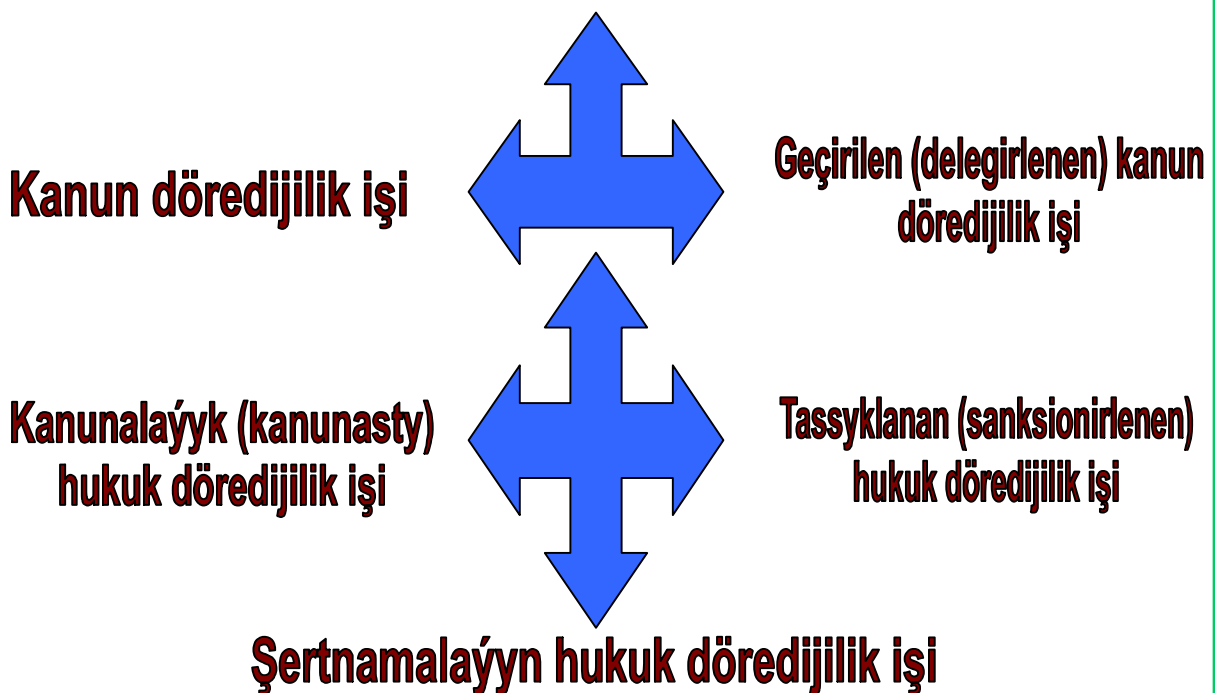 Kanun döredijilik işi
Geçirilen (delegirlenen) kanun
döredijilik işi
Kanunalaýyk (kanunasty)
hukuk döredijilik işi
Tassyklanan (sanksionirlenen)
hukuk döredijilik işi
Şertnamalaýyn hukuk döredijilik işi